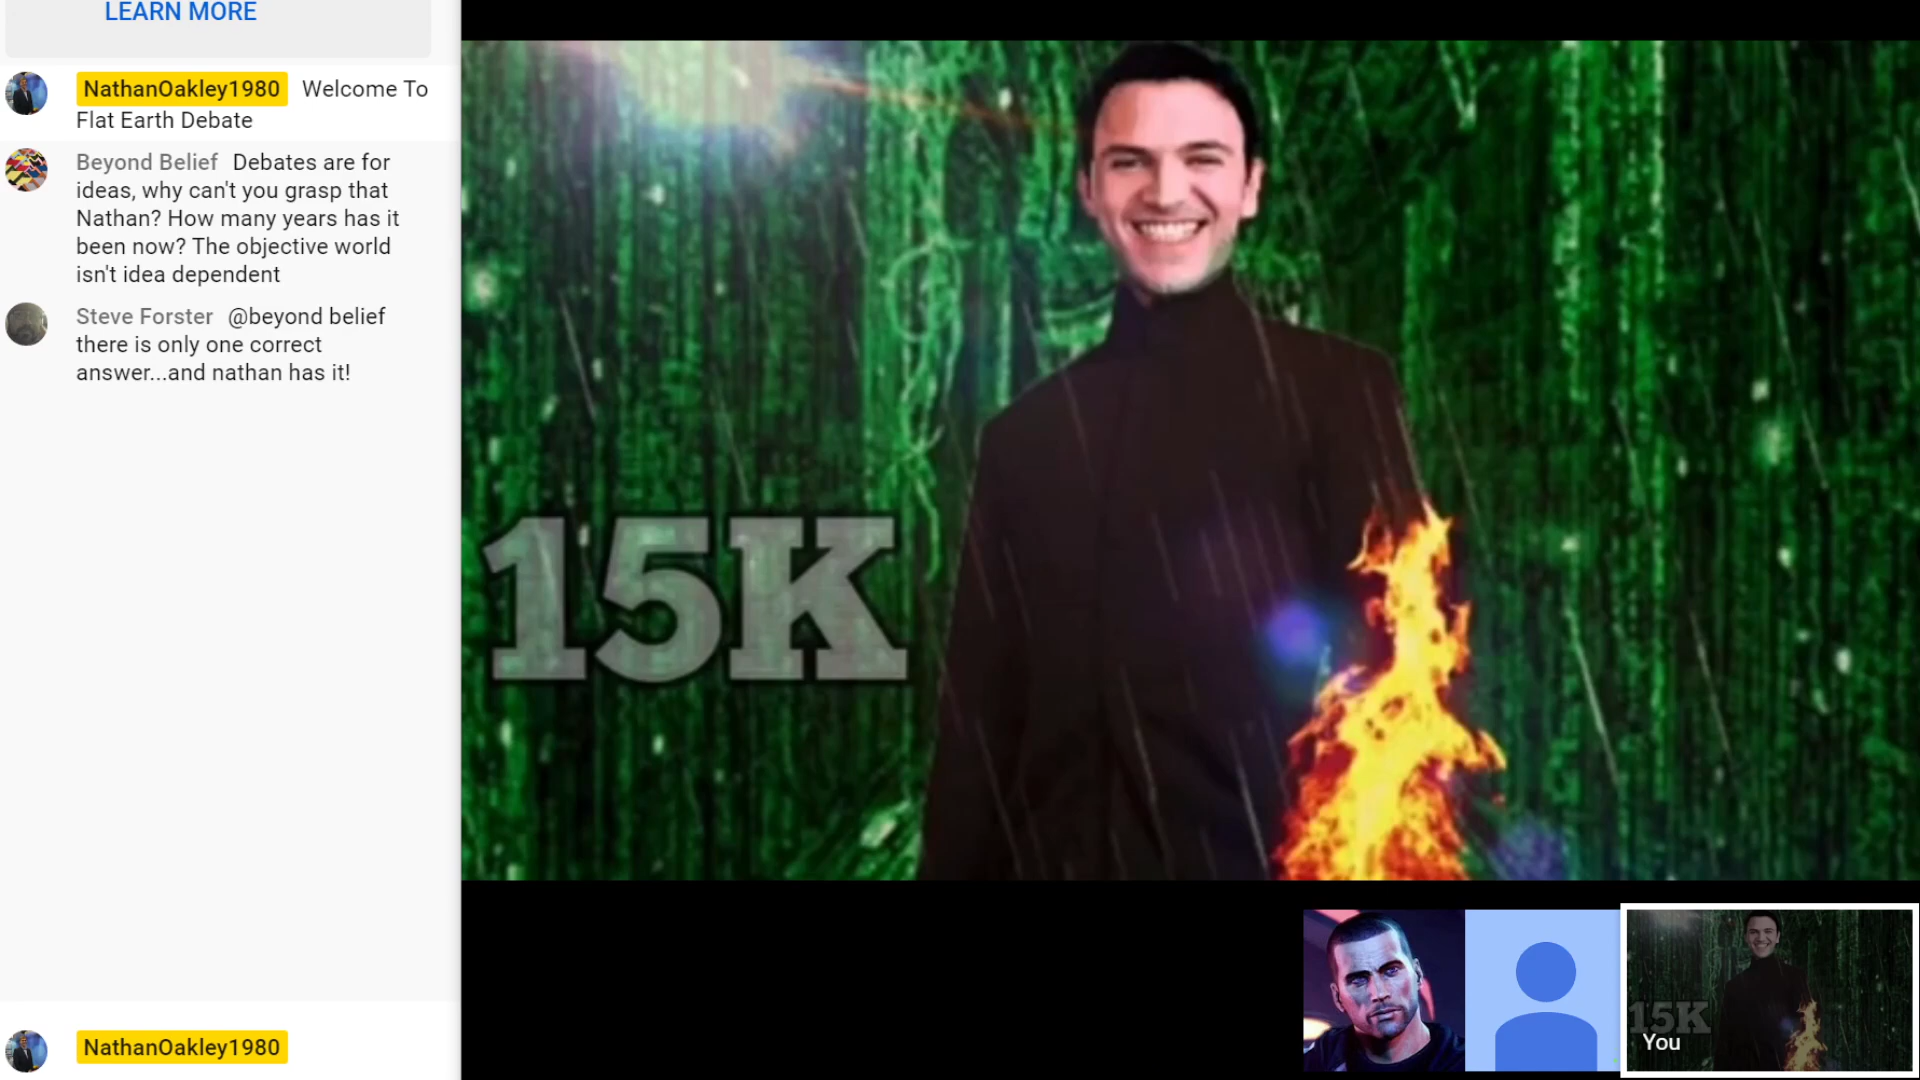 LEARN MORE
NathanOakley1980 Welcome To
Flat Earth Debate
Beyond Belief Debates are for
ideas, why can't you grasp that
Nathan? How many years has it
been now? The objective world
isn't idea dependent
Steve Forster @beyond belief
there is only one correct
answer...and nathan has it!
15K
NathanOakley1980
15K
You